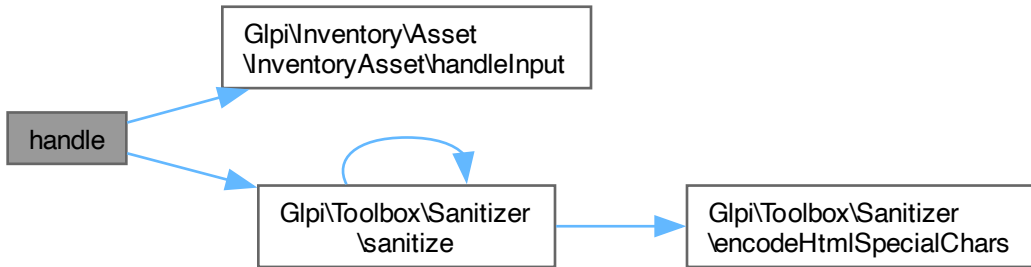 Glpi\Inventory\Asset
\InventoryAsset\handleInput
handle
Glpi\Toolbox\Sanitizer
\sanitize
Glpi\Toolbox\Sanitizer
\encodeHtmlSpecialChars